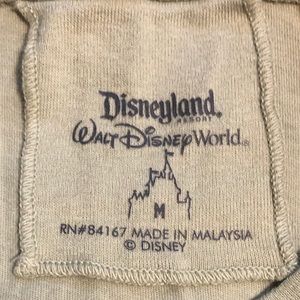 Disneyland®
RESORT
Walt Disney World®
M
RN#84167 MADE IN MALAYSIA
© DISNEY